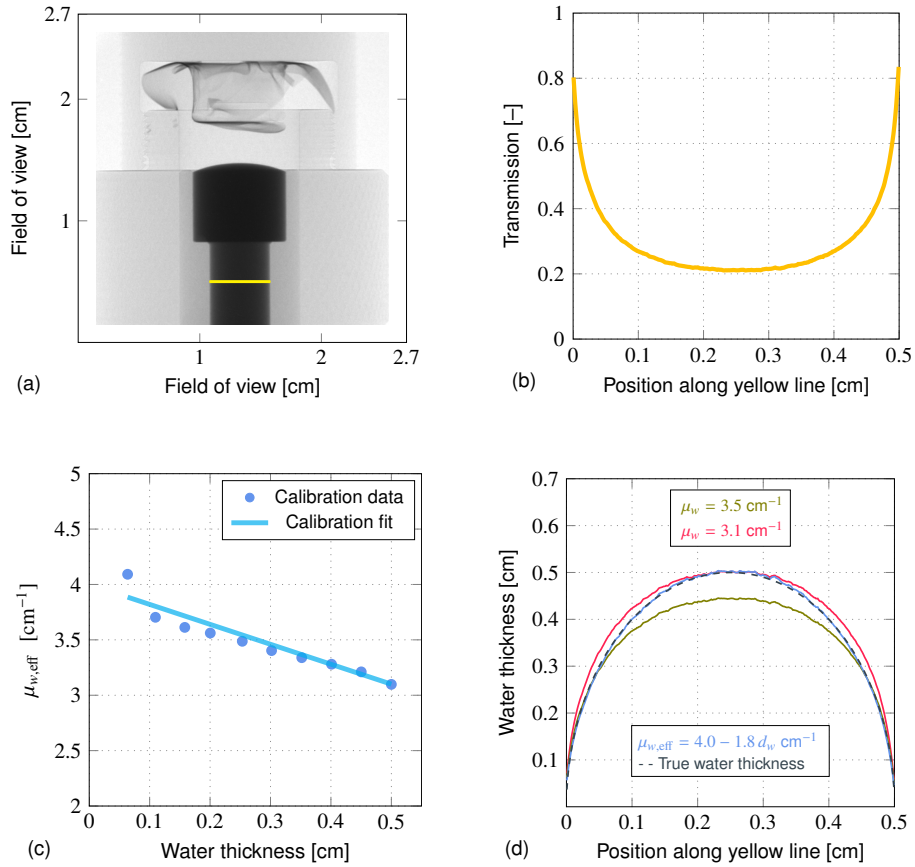 2.7
2
1
Field of view [cm]
1
2
2.7
(a)
Field of view [cm]
1
0.8
0.6
0.4
0.2
0
Transmission [–]
0
0.1
0.2
0.3
0.4
0.5
(b)
Position along yellow line [cm]
5
4.5
4
3.5
3
2.5
2
μw,eff [cm−1]
Calibration data
Calibration fit
0
0.1
0.2
0.3
0.4
0.5
(c)
Water thickness [cm]
0.7
0.6
0.5
0.4
0.3
0.2
0.1
Water thickness [cm]
μw = 3.5 cm−1
μw = 3.1 cm−1
μw,eff = 4.0 − 1.8 dw cm−1
True water thickness
0
0.1
0.2
0.3
0.4
0.5
(d)
Position along yellow line [cm]